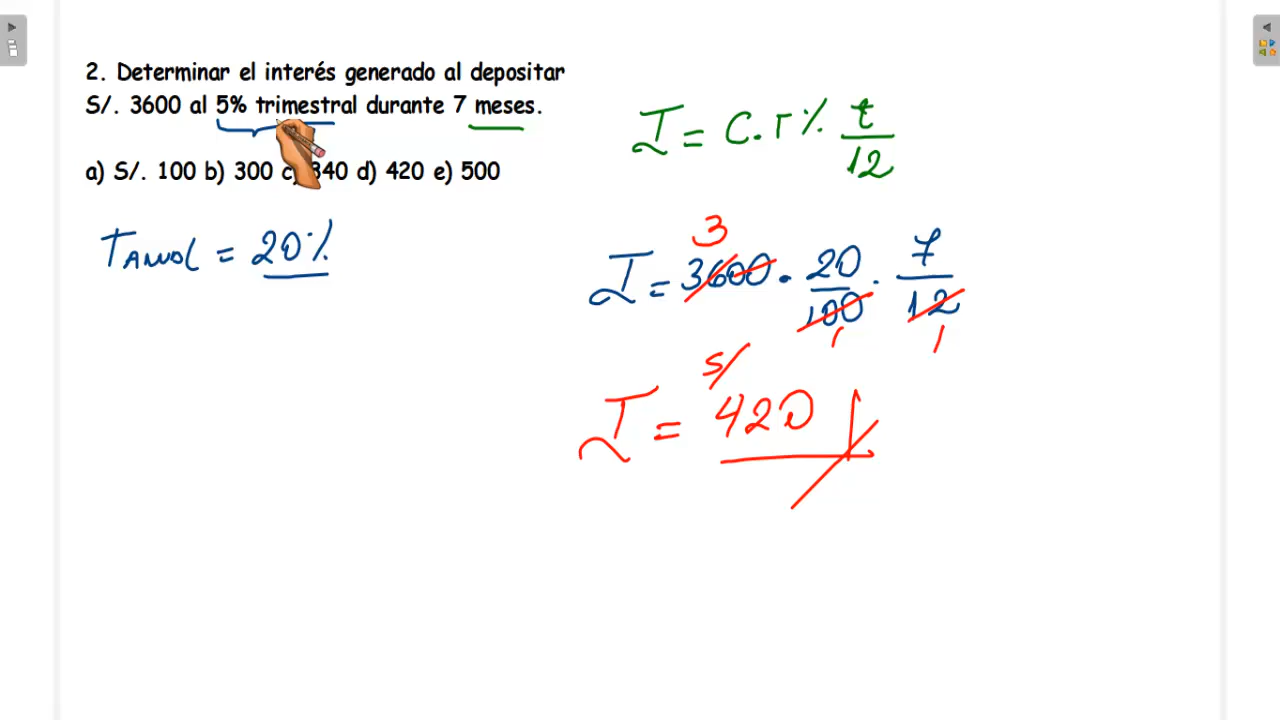 2. Determinar el interés generado al depositar
S/. 3600 al 5% trimestral durante 7 meses.
a) S/. 100 b) 300 c) 340 d) 420 e) 500
I = C.r% t/12
TANUAL = 20%
3
I = 3600 . 20/100 . 7/12
1 1
S/
I = 420